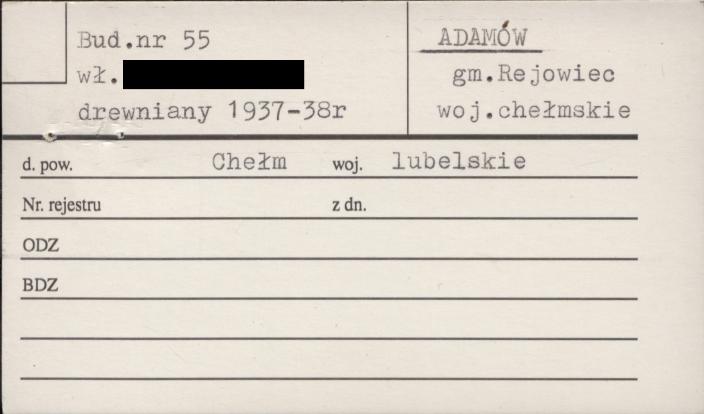 Bud.nr 55
wł.
drewniany 1937-38r
ADAMÓW
gm.Rejowiec
woj.chełmskie
d. pow. Chełm woj. lubelskie
Nr. rejestru z dn.
ODZ
BDZ